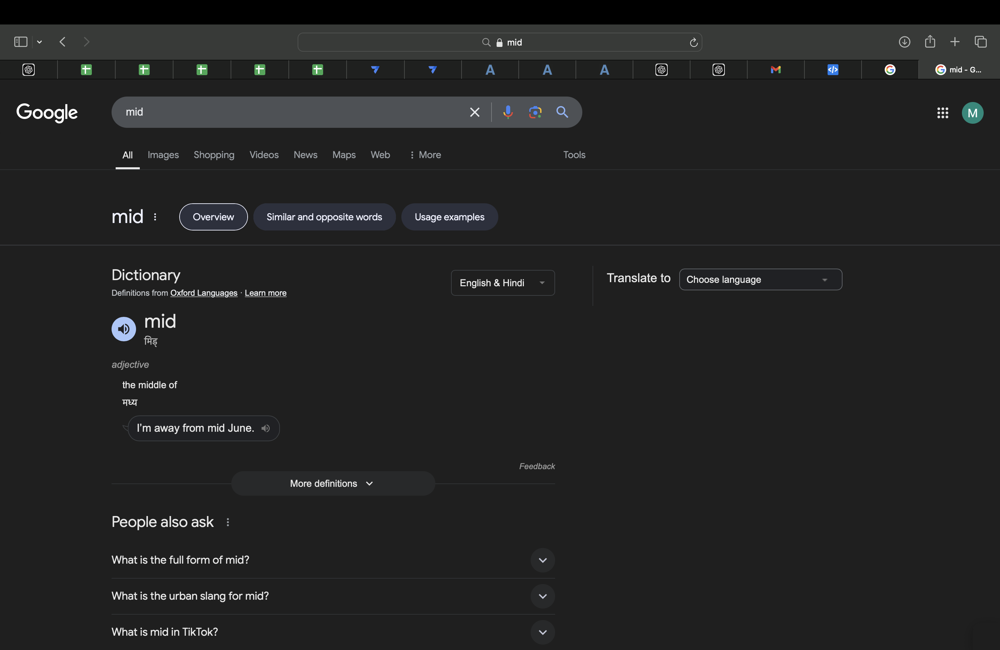 mid
mid - G...
Google
mid
M
All Images Shopping Videos News Maps Web More Tools
mid Overview Similar and opposite words Usage examples
Dictionary
Definitions from Oxford Languages · Learn more
English & Hindi
Translate to Choose language
mid
मिड्
adjective
the middle of
मध्य
I'm away from mid June.
Feedback
More definitions
People also ask
What is the full form of mid?
What is the urban slang for mid?
What is mid in TikTok?